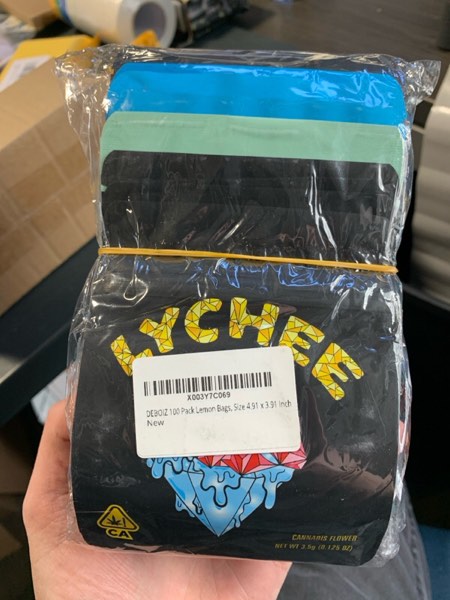 LYCHEE
X003Y7C069
DEBOIZ 100 Pack Lemon Bags, Size 4.91 x 3.91 Inch
New
CA
CANNABIS FLOWER
NET WT 3.5g (0.125 OZ)